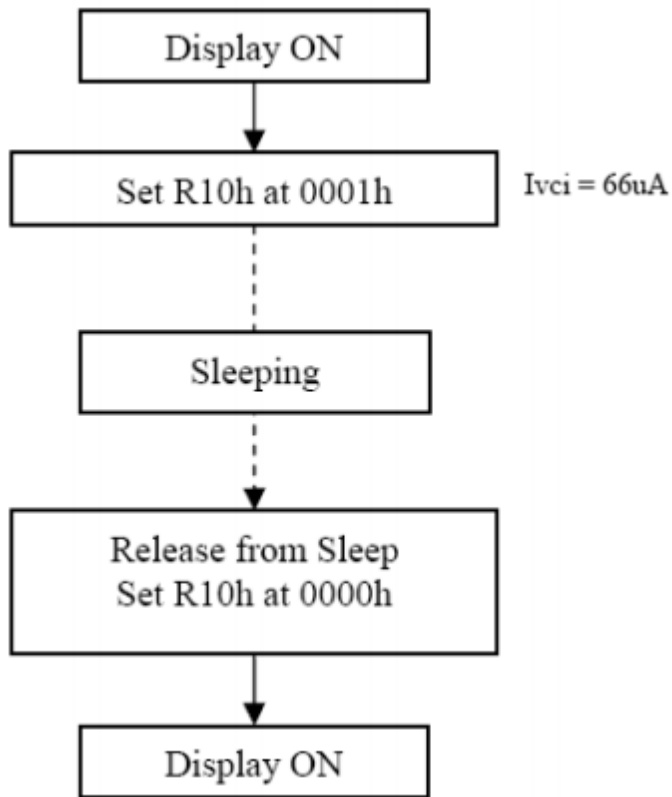 Display ON
Set R10h at 0001h
Ivci = 66uA
Sleeping
Release from Sleep
Set R10h at 0000h
Display ON